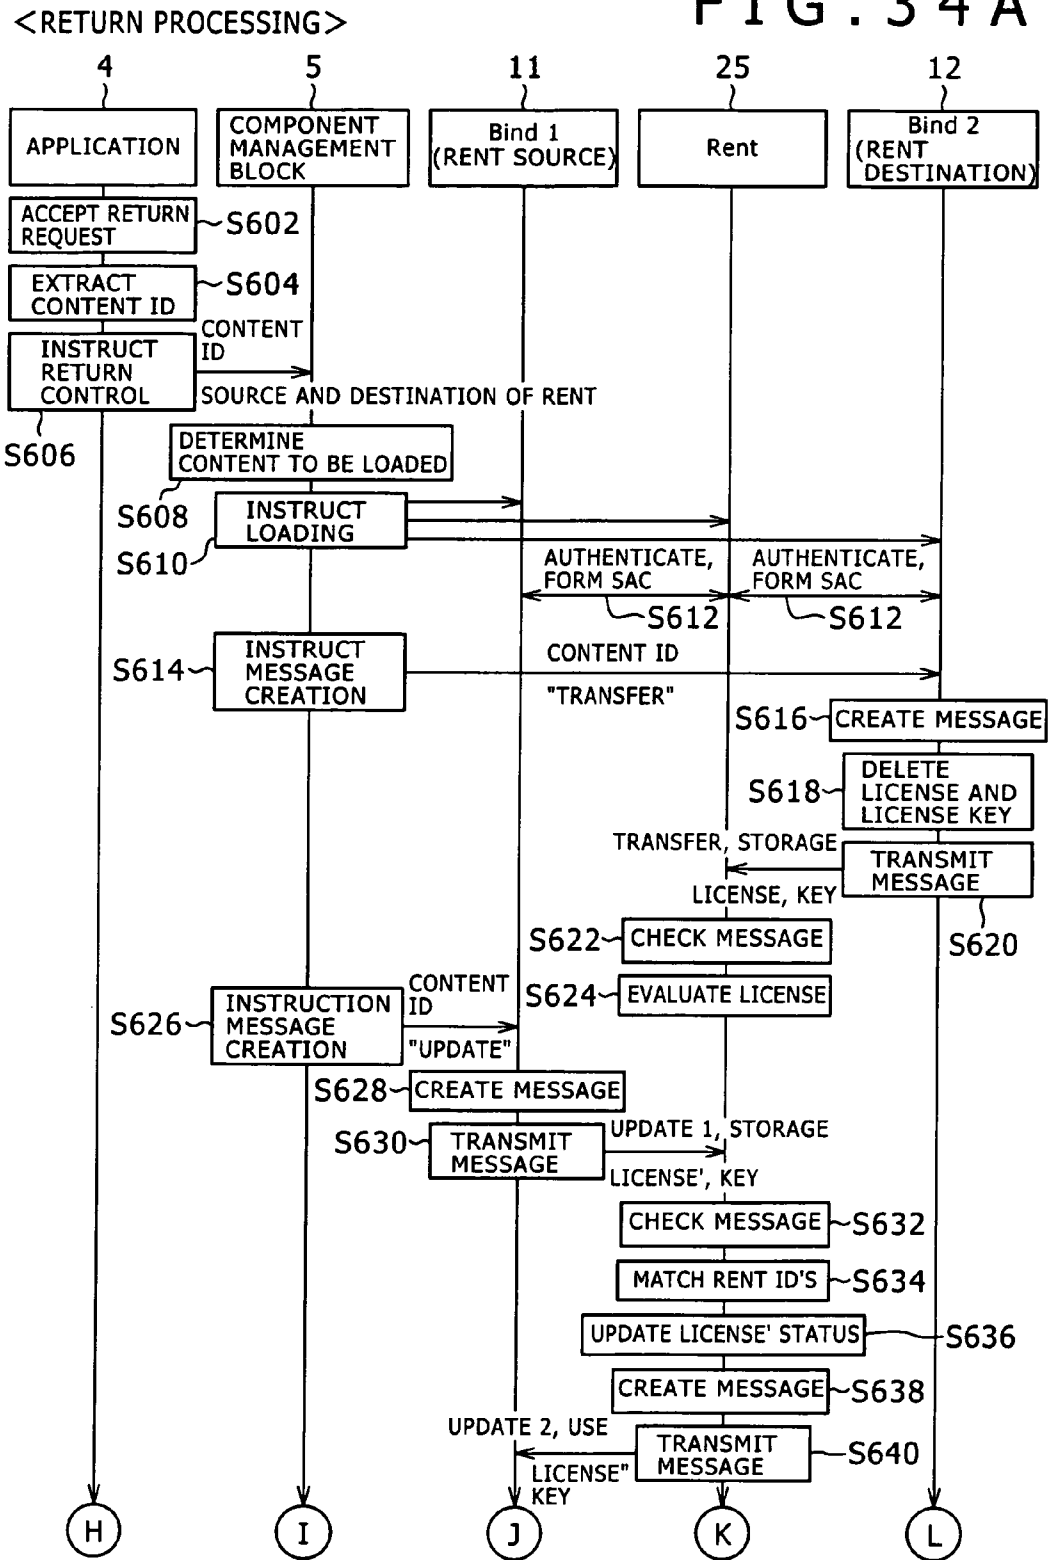 FIG. 34A
<RETURN PROCESSING>
4
5
11
25
12
APPLICATION
COMPONENT
MANAGEMENT
BLOCK
Bind 1
(RENT SOURCE)
Rent
Bind 2
(RENT
DESTINATION)
ACCEPT RETURN
REQUEST
S602
EXTRACT
CONTENT ID
S604
INSTRUCT
RETURN
CONTROL
S606
CONTENT
ID
SOURCE AND DESTINATION OF RENT
DETERMINE
CONTENT TO BE LOADED
S608
INSTRUCT
LOADING
S610
AUTHENTICATE,
FORM SAC
S612
AUTHENTICATE,
FORM SAC
S612
S614
INSTRUCT
MESSAGE
CREATION
CONTENT ID
"TRANSFER"
S616
CREATE MESSAGE
S618
DELETE
LICENSE AND
LICENSE KEY
TRANSFER, STORAGE
LICENSE, KEY
TRANSMIT
MESSAGE
S620
S622
CHECK MESSAGE
S624
EVALUATE LICENSE
S626
INSTRUCTION
MESSAGE
CREATION
CONTENT
ID
"UPDATE"
S628
CREATE MESSAGE
S630
TRANSMIT
MESSAGE
UPDATE 1, STORAGE
LICENSE', KEY
CHECK MESSAGE
S632
MATCH RENT ID'S
S634
UPDATE LICENSE' STATUS
S636
CREATE MESSAGE
S638
UPDATE 2, USE
LICENSE"
KEY
TRANSMIT
MESSAGE
S640
H
I
J
K
L